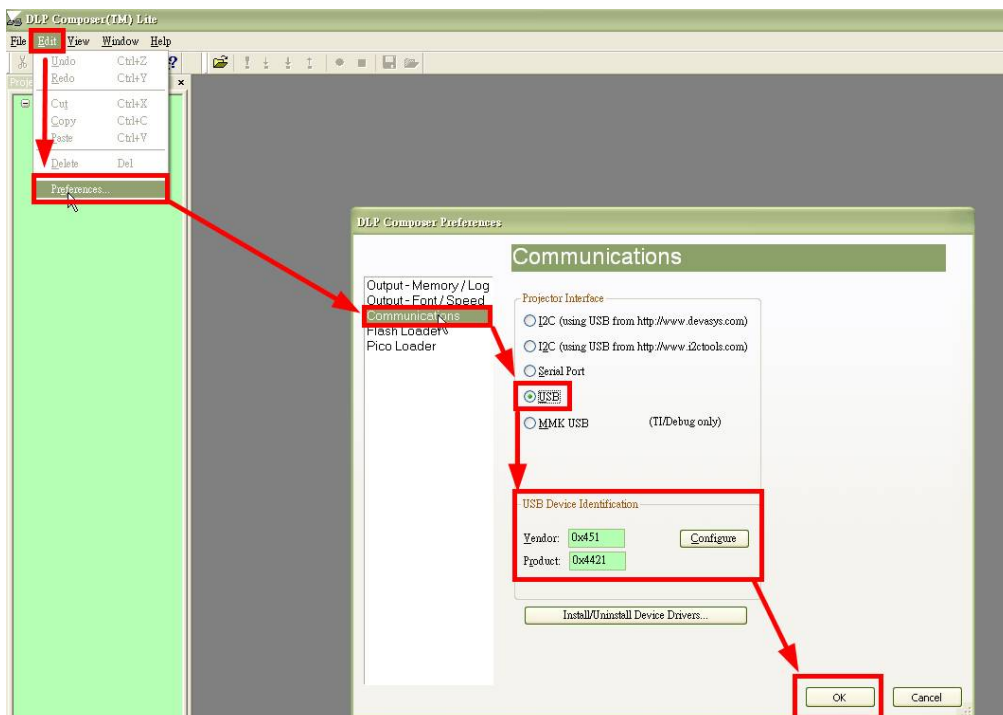 DLP Composer(TM) Lite
File Edit View Window Help
Undo Ctrl+Z
Redo Ctrl+Y
Cut Ctrl+X
Copy Ctrl+C
Paste Ctrl+V
Delete Del
Preferences...
DLP Composer Preferences
Communications
Output - Memory / Log
Output - Font / Speed
Communications
Flash Loader
Pico Loader
Projector Interface
I2C (using USB from http://www.devasys.com)
I2C (using USB from http://www.i2ctools.com)
Serial Port
USB
MMK USB (TI/Debug only)
USB Device Identification
Vendor: 0x451 Configure
Product: 0x4421
Install/Uninstall Device Drivers...
OK Cancel